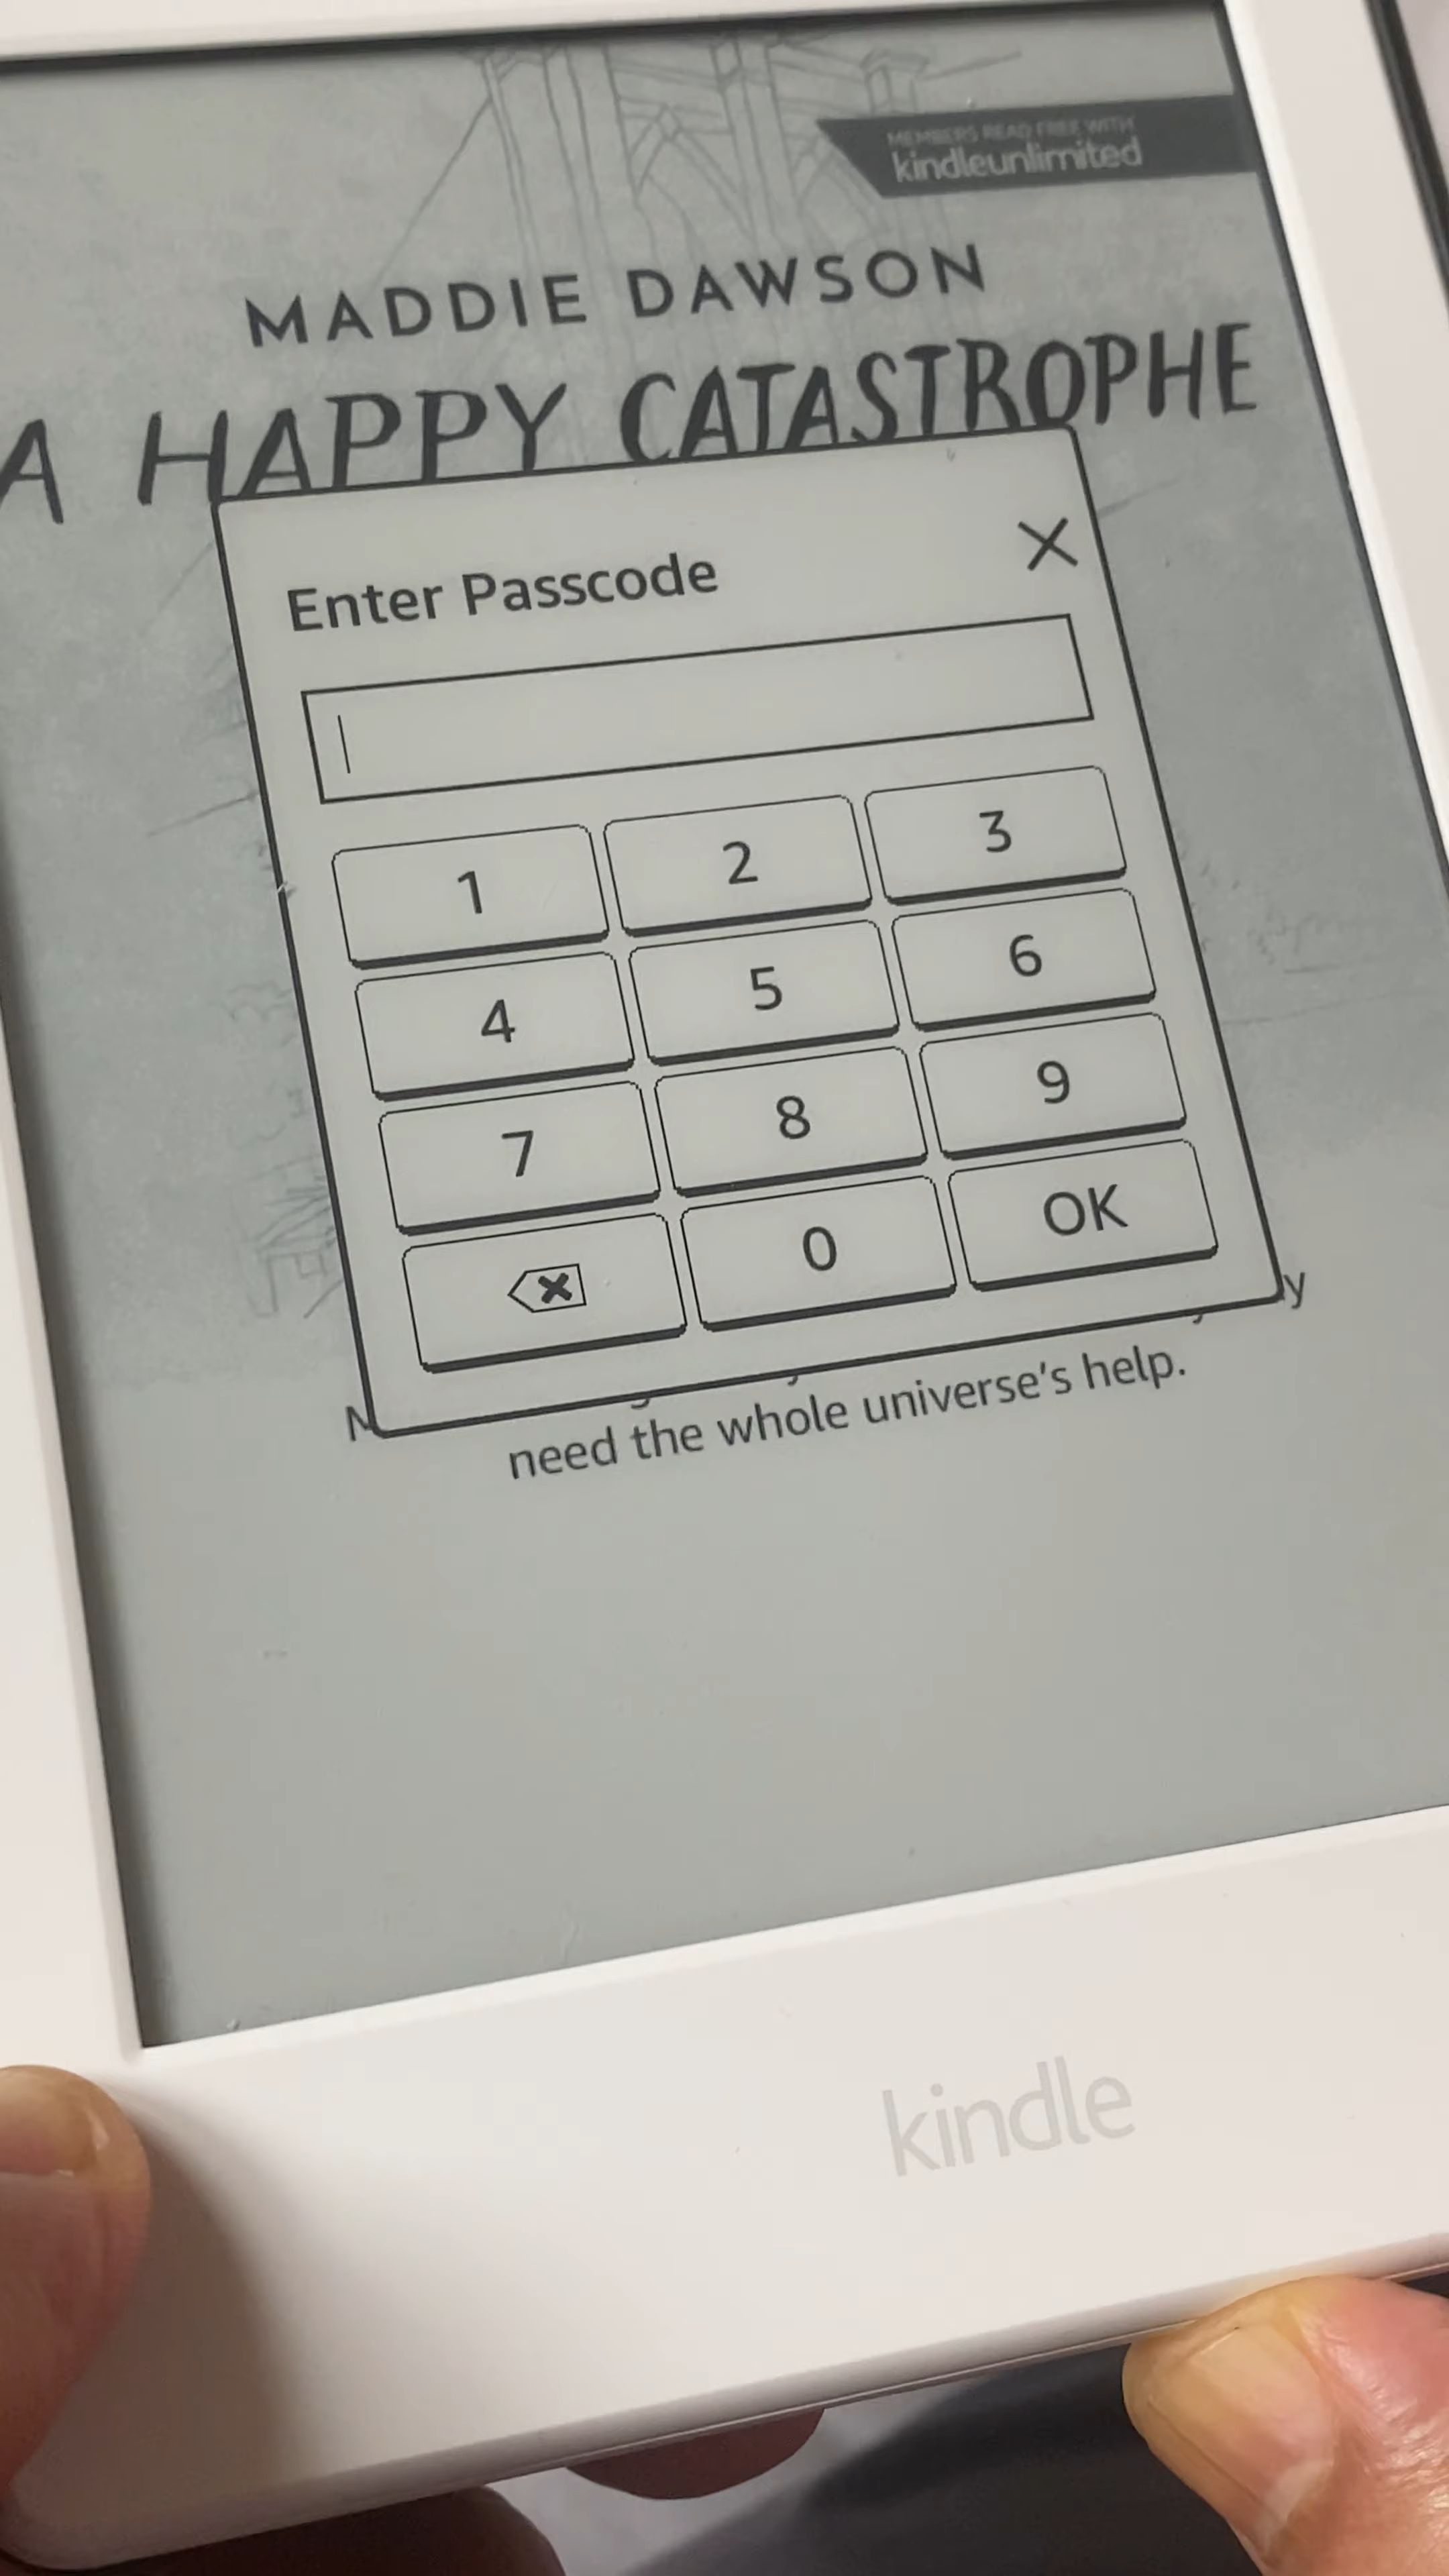 MEMBERS READ FREE WITH
kindleunlimited
MADDIE DAWSON
A HAPPY CATASTROPHE
Enter Passcode
1 2 3
4 5 6
7 8 9
0 OK
need the whole universe's help.
kindle